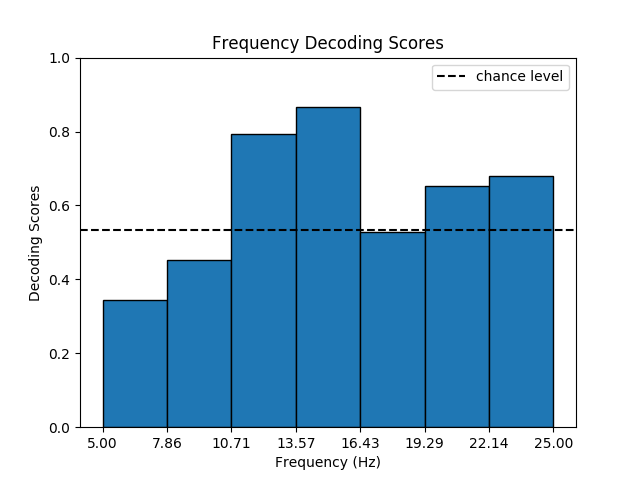 Frequency Decoding Scores
chance level
Decoding Scores
1.0
0.8
0.6
0.4
0.2
0.0
5.00 7.86 10.71 13.57 16.43 19.29 22.14 25.00
Frequency (Hz)